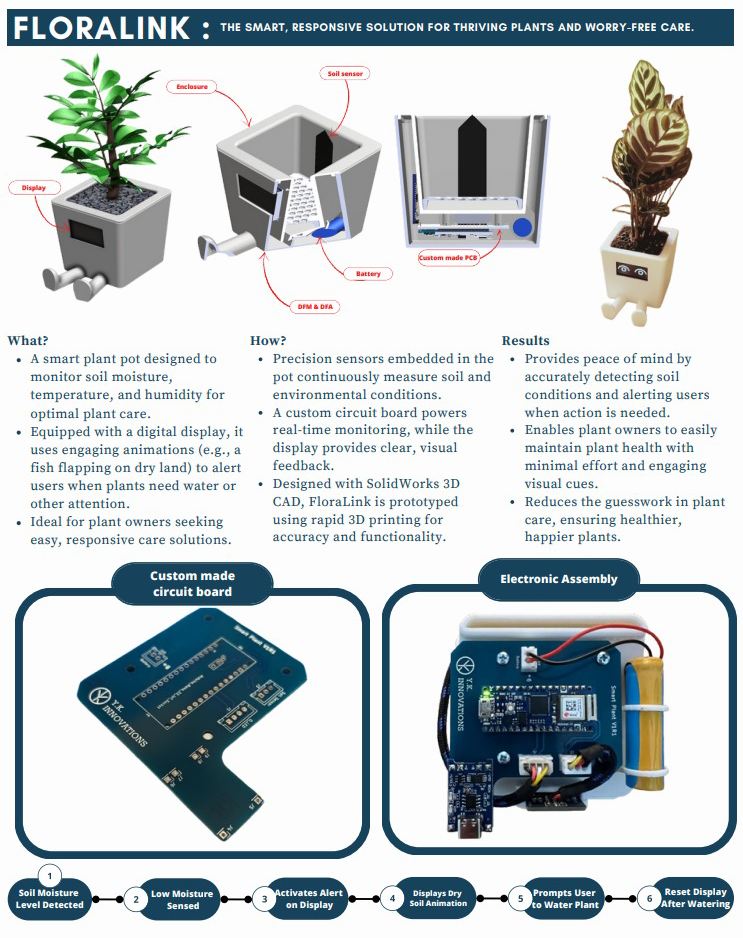 FLORALINK : THE SMART, RESPONSIVE SOLUTION FOR THRIVING PLANTS AND WORRY-FREE CARE.
Soil sensor
Enclosure
Display
Custom made PCB
Battery
DFM & DFA
What?
• A smart plant pot designed to
monitor soil moisture,
temperature, and humidity for
optimal plant care.
• Equipped with a digital display, it
uses engaging animations (e.g., a
fish flapping on dry land) to alert
users when plants need water or
other attention.
• Ideal for plant owners seeking
easy, responsive care solutions.
How?
• Precision sensors embedded in the
pot continuously measure soil and
environmental conditions.
• A custom circuit board powers
real-time monitoring, while the
display provides clear, visual
feedback.
• Designed with SolidWorks 3D
CAD, FloraLink is prototyped
using rapid 3D printing for
accuracy and functionality.
Results
• Provides peace of mind by
accurately detecting soil
conditions and alerting users
when action is needed.
• Enables plant owners to easily
maintain plant health with
minimal effort and engaging
visual cues.
• Reduces the guesswork in plant
care, ensuring healthier,
happier plants.
Custom made
circuit board
Smart Plant V1R1
Y.K.
INNOVATIONS
Electronic Assembly
Y.K.
INNOVATIONS
Smart Plant V1R1
1
Soil Moisture
Level Detected
2
Low Moisture
Sensed
3
Activates Alert
on Display
4
Displays Dry
Soil Animation
5
Prompts User
to Water Plant
6
Reset Display
After Watering